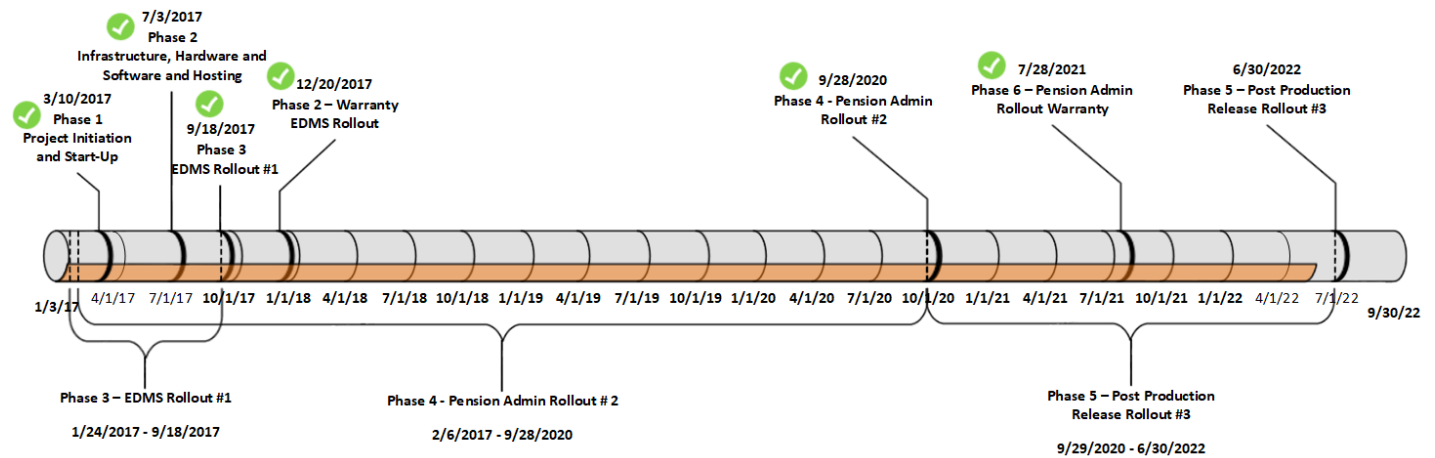 7/3/2017
Phase 2
Infrastructure, Hardware and
Software and Hosting
3/10/2017
Phase 1
Project Initiation
and Start-Up
9/18/2017
Phase 3
EDMS Rollout #1
12/20/2017
Phase 2 – Warranty
EDMS Rollout
9/28/2020
Phase 4 - Pension Admin
Rollout #2
7/28/2021
Phase 6 – Pension Admin
Rollout Warranty
6/30/2022
Phase 5 – Post Production
Release Rollout #3
1/3/17 4/1/17 7/1/17 10/1/17 1/1/18 4/1/18 7/1/18 10/1/18 1/1/19 4/1/19 7/1/19 10/1/19 1/1/20 4/1/20 7/1/20 10/1/20 1/1/21 4/1/21 7/1/21 10/1/21 1/1/22 4/1/22 7/1/22 9/30/22
Phase 3 – EDMS Rollout #1
1/24/2017 - 9/18/2017
Phase 4 - Pension Admin Rollout # 2
2/6/2017 - 9/28/2020
Phase 5 – Post Production
Release Rollout #3
9/29/2020 - 6/30/2022